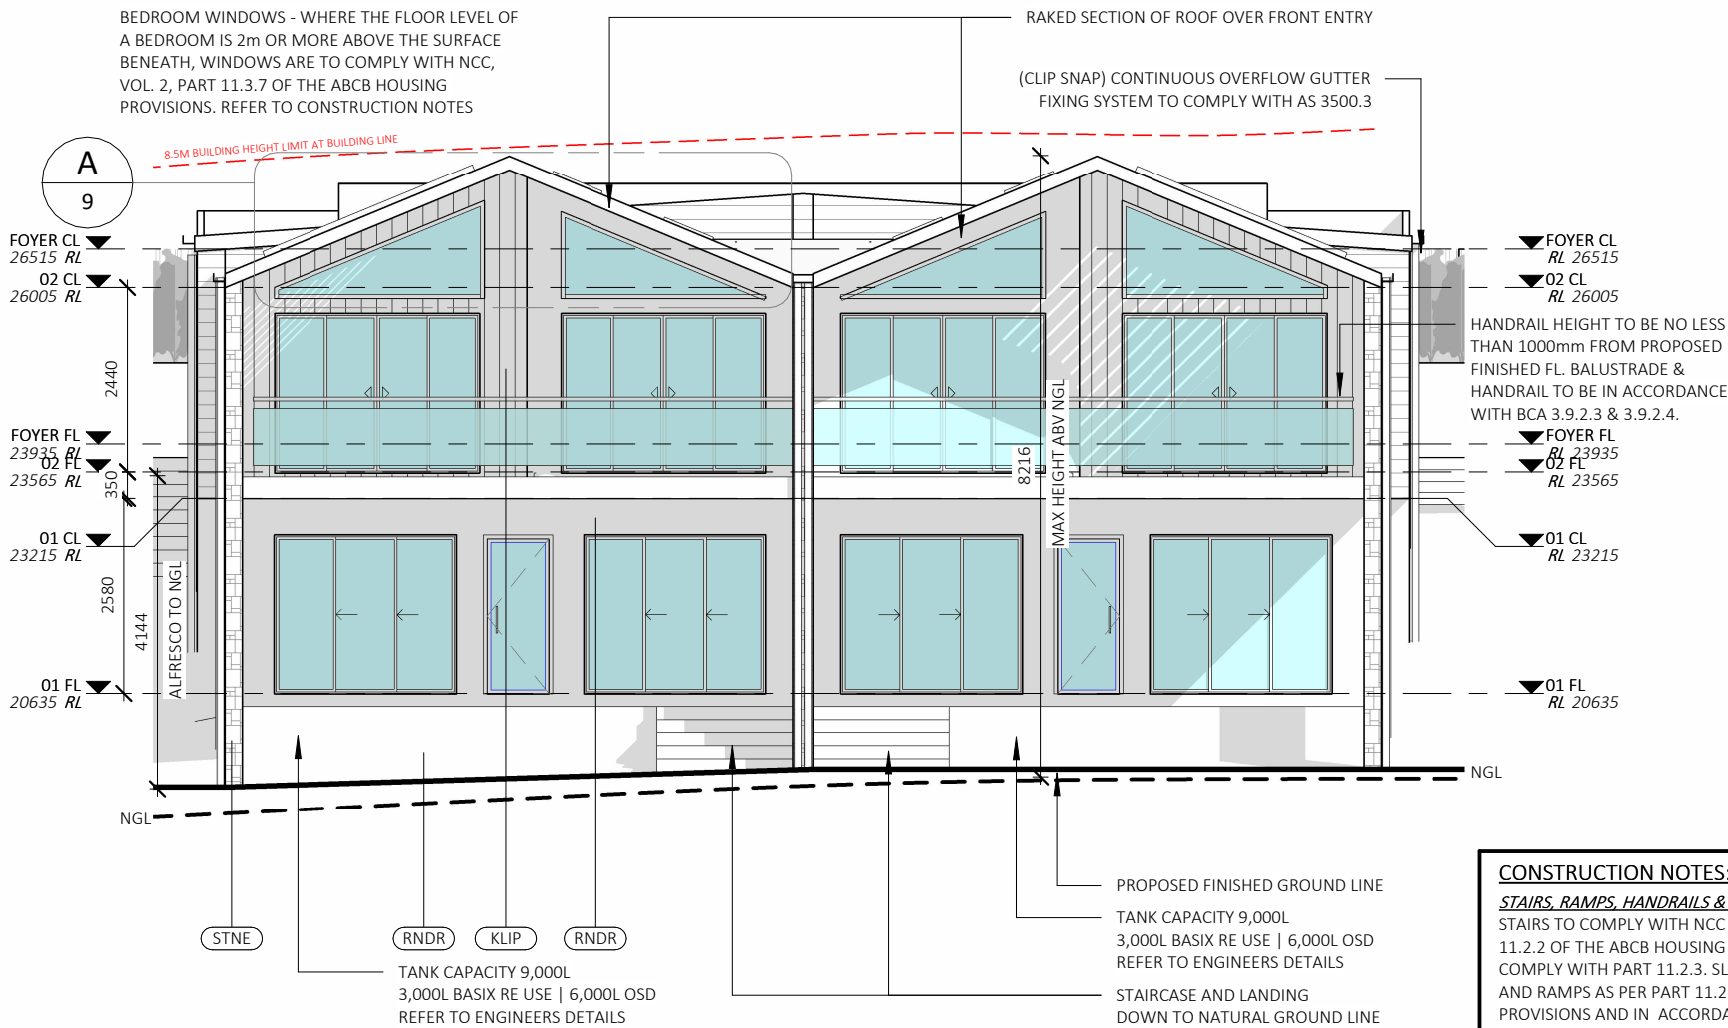 BEDROOM WINDOWS - WHERE THE FLOOR LEVEL OF
A BEDROOM IS 2m OR MORE ABOVE THE SURFACE
BENEATH, WINDOWS ARE TO COMPLY WITH NCC,
VOL. 2, PART 11.3.7 OF THE ABCB HOUSING
PROVISIONS. REFER TO CONSTRUCTION NOTES
RAKED SECTION OF ROOF OVER FRONT ENTRY
(CLIP SNAP) CONTINUOUS OVERFLOW GUTTER
FIXING SYSTEM TO COMPLY WITH AS 3500.3
8.5M BUILDING HEIGHT LIMIT AT BUILDING LINE
A
9
FOYER CL
26515 RL
02 CL
26005 RL
2440
FOYER FL
23935 RL
02 FL
23565 RL
350
01 CL
23215 RL
2580
4144
ALFRESCO TO NGL
01 FL
20635 RL
NGL
8216
MAX HEIGHT ABV NGL
FOYER CL
RL 26515
02 CL
RL 26005
HANDRAIL HEIGHT TO BE NO LESS
THAN 1000mm FROM PROPOSED
FINISHED FL. BALUSTRADE &
HANDRAIL TO BE IN ACCORDANCE
WITH BCA 3.9.2.3 & 3.9.2.4.
FOYER FL
RL 23935
02 FL
RL 23565
01 CL
RL 23215
01 FL
RL 20635
NGL
STNE
RNDR
KLIP
RNDR
TANK CAPACITY 9,000L
3,000L BASIX RE USE | 6,000L OSD
REFER TO ENGINEERS DETAILS
PROPOSED FINISHED GROUND LINE
TANK CAPACITY 9,000L
3,000L BASIX RE USE | 6,000L OSD
REFER TO ENGINEERS DETAILS
STAIRCASE AND LANDING
DOWN TO NATURAL GROUND LINE
CONSTRUCTION NOTES:
STAIRS, RAMPS, HANDRAILS &
STAIRS TO COMPLY WITH NCC
11.2.2 OF THE ABCB HOUSING
COMPLY WITH PART 11.2.3. SL
AND RAMPS AS PER PART 11.2
PROVISIONS AND IN ACCORDA